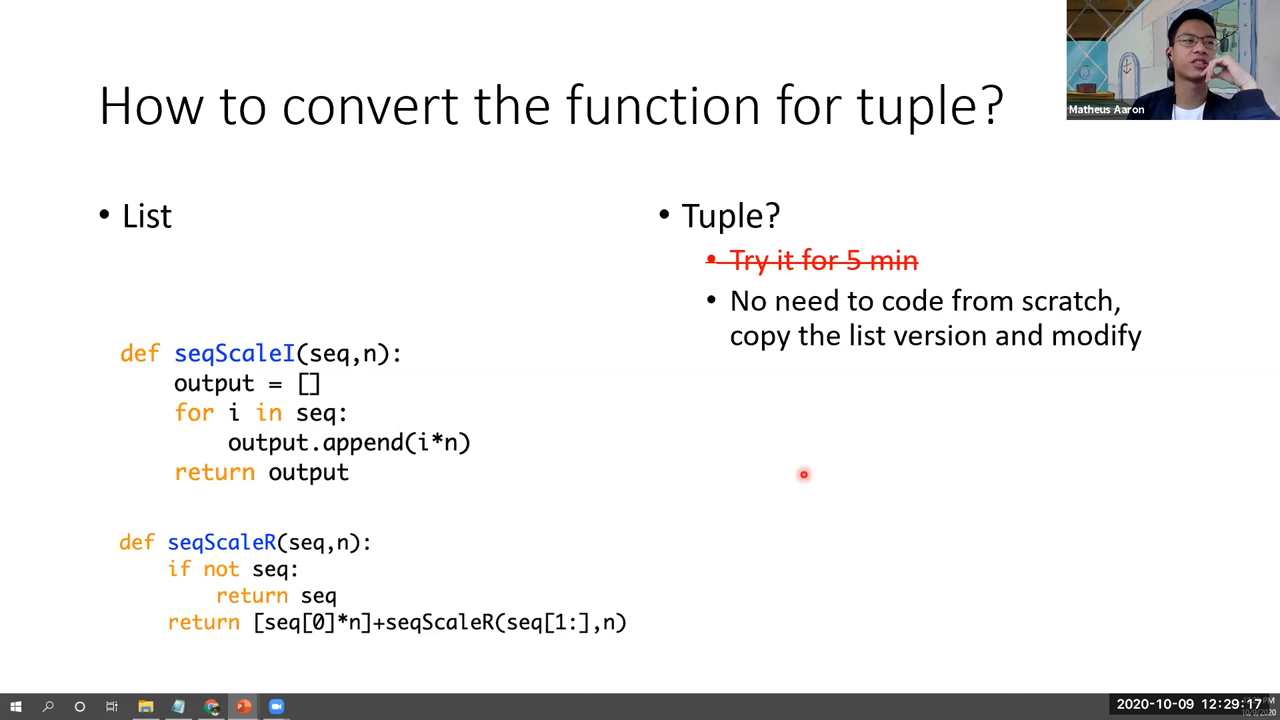 How to convert the function for tuple?
Matheus Aaron
• List
def seqScaleI(seq,n):
    output = []
    for i in seq:
        output.append(i*n)
    return output
def seqScaleR(seq,n):
    if not seq:
        return seq
    return [seq[0]*n]+seqScaleR(seq[1:],n)
• Tuple?
• Try it for 5 min
• No need to code from scratch,
copy the list version and modify
2020-10-09 12:29:17